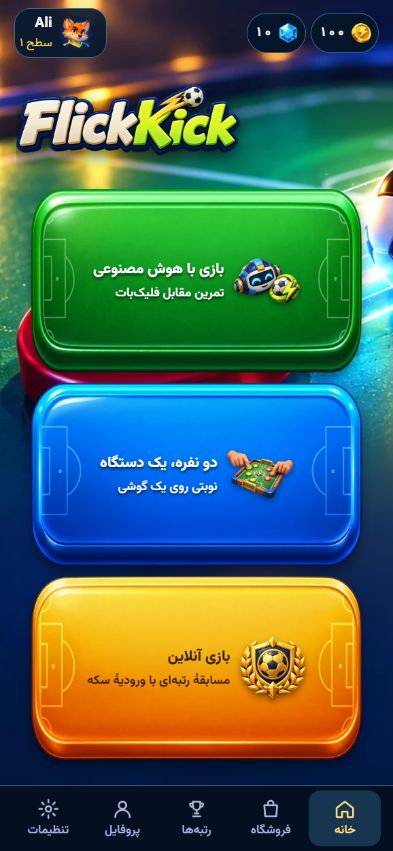 Ali
سطح ۱
۱۰
۱۰۰
FlickKick
بازی با هوش مصنوعی
تمرین مقابل فلیک‌بات
دو نفره، یک دستگاه
نوبتی روی یک گوشی
بازی آنلاین
مسابقهٔ رتبه‌ای با ورودیهٔ سکه
خانه
فروشگاه
رتبه‌ها
پروفایل
تنظیمات